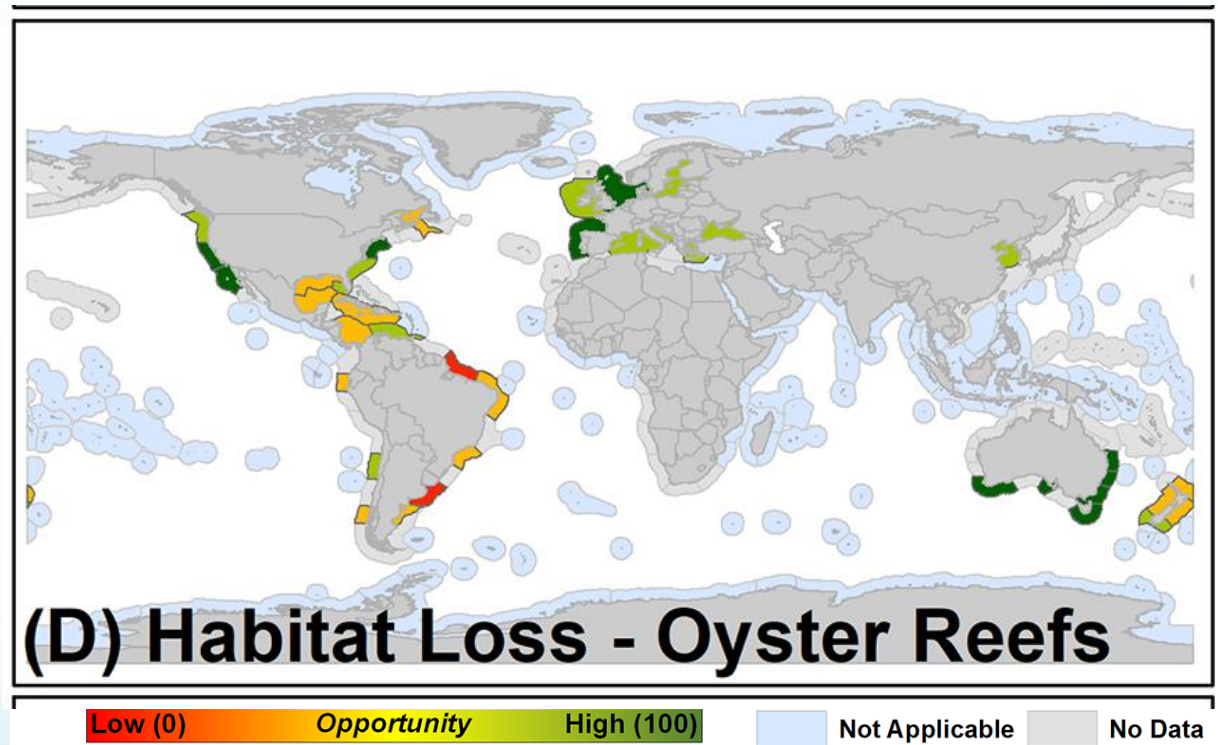 (D) Habitat Loss - Oyster Reefs
Low (0) Opportunity High (100) Not Applicable No Data